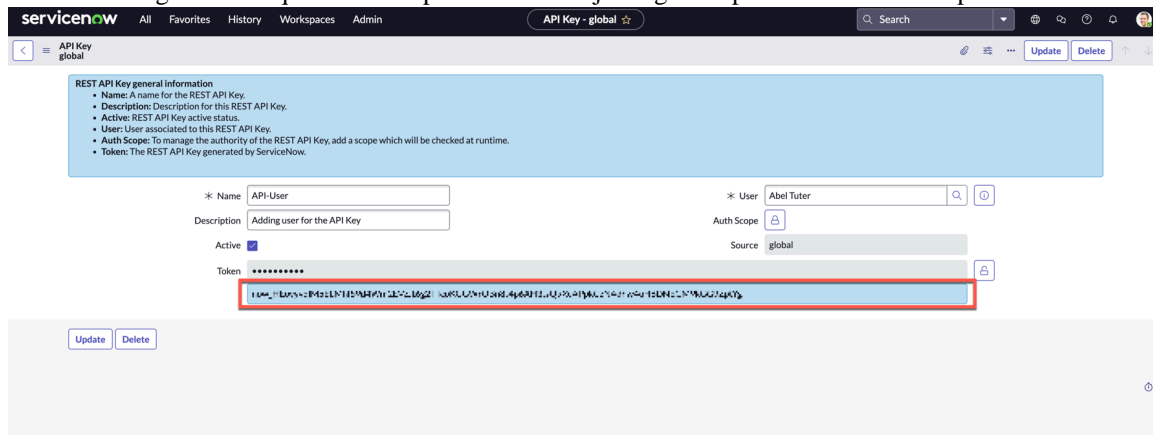 servicenow All Favorites History Workspaces Admin API Key - global Search
API Key
global
Update Delete
REST API Key general information
• Name: A name for the REST API Key.
• Description: Description for this REST API Key.
• Active: REST API Key active status.
• User: User associated to this REST API Key.
• Auth Scope: To manage the authority of the REST API Key, add a scope which will be checked at runtime.
• Token: The REST API Key generated by ServiceNow.
Name API-User User Abel Tuter
Description Adding user for the API Key Auth Scope
Active Source global
Token ••••••••••
Update Delete